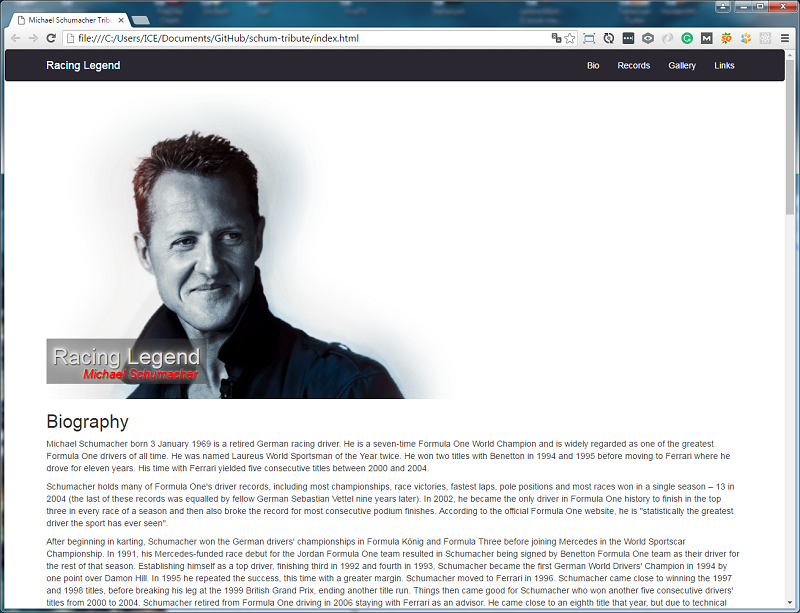 Michael Schumacher Trib
file:///C:/Users/ICE/Documents/GitHub/schum-tribute/index.html
Racing Legend Bio Records Gallery Links
Racing Legend
Michael Schumacher
Biography
Michael Schumacher born 3 January 1969 is a retired German racing driver. He is a seven-time Formula One World Champion and is widely regarded as one of the greatest
Formula One drivers of all time. He was named Laureus World Sportsman of the Year twice. He won two titles with Benetton in 1994 and 1995 before moving to Ferrari where he
drove for eleven years. His time with Ferrari yielded five consecutive titles between 2000 and 2004.
Schumacher holds many of Formula One's driver records, including most championships, race victories, fastest laps, pole positions and most races won in a single season – 13 in
2004 (the last of these records was equalled by fellow German Sebastian Vettel nine years later). In 2002, he became the only driver in Formula One history to finish in the top
three in every race of a season and then also broke the record for most consecutive podium finishes. According to the official Formula One website, he is "statistically the greatest
driver the sport has ever seen".
After beginning in karting, Schumacher won the German drivers' championships in Formula König and Formula Three before joining Mercedes in the World Sportscar
Championship. In 1991, his Mercedes-funded race debut for the Jordan Formula One team resulted in Schumacher being signed by Benetton Formula One team as their driver for
the rest of that season. Establishing himself as a top driver, finishing third in 1992 and fourth in 1993, Schumacher became the first German World Drivers' Champion in 1994 by
one point over Damon Hill. In 1995 he repeated the success, this time with a greater margin. Schumacher moved to Ferrari in 1996. Schumacher came close to winning the 1997
and 1998 titles, before breaking his leg at the 1999 British Grand Prix, ending another title run. Things then came good for Schumacher who won another five consecutive drivers'
titles from 2000 to 2004. Schumacher retired from Formula One driving in 2006 staying with Ferrari as an advisor. He came close to an eighth title that year, but due to technical